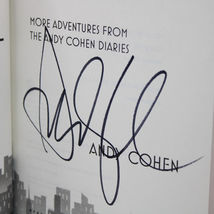 MORE ADVENTURES FROM
THE ANDY COHEN DIARIES
ANDY COHEN